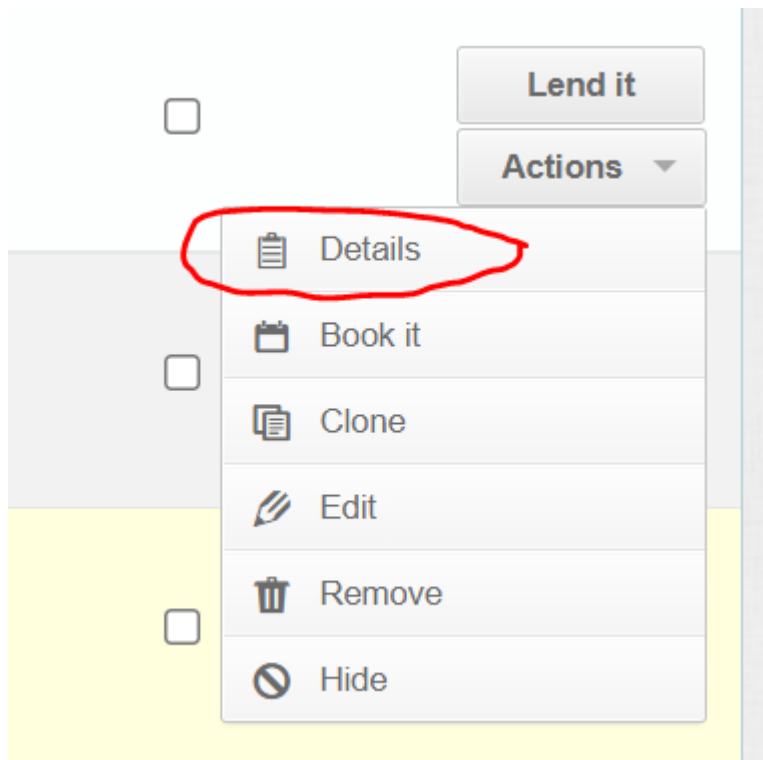 Lend it
Actions
Details
Book it
Clone
Edit
Remove
Hide